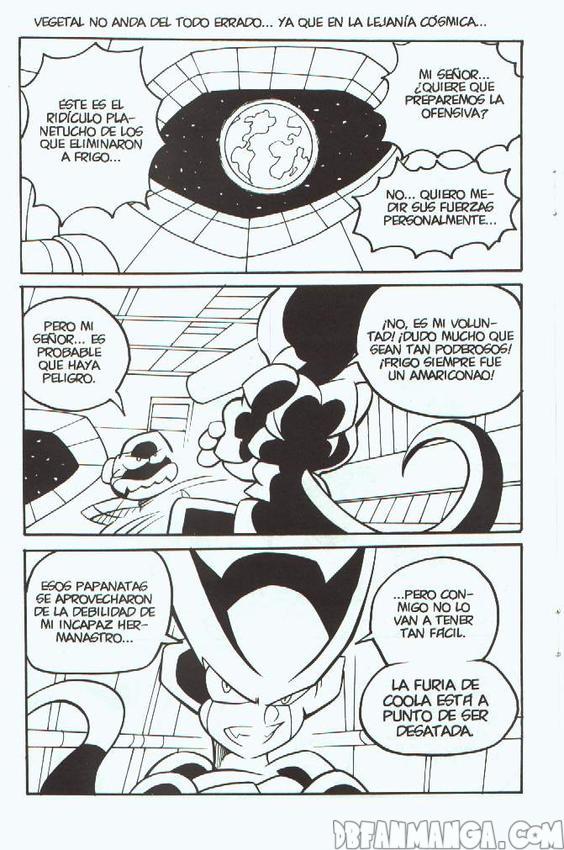 VEGETAL NO ANDA DEL TODO ERRADO... YA QUE EN LA LEJANÍA CÓSMICA...
ESTE ES EL
RIDÍCULO PLA-
NETUCHO DE LOS
QUE ELIMINARON
A FRIGO...
MI SEÑOR...
¿QUIERE QUE
PREPAREMOS LA
OFENSIVA?
NO... QUIERO ME-
DIR SUS FUERZAS
PERSONALMENTE...
PERO MI
SEÑOR... ES
PROBABLE
QUE HAYA
PELIGRO.
¡NO, ES MI VOLUN-
TAD! ¡DUDO MUCHO QUE
SEAN TAN PODEROSOS!
¡FRIGO SIEMPRE FUE
UN AMARICONAO!
ESOS PAPANATAS
SE APROVECHARON
DE LA DEBILIDAD DE
MI INCAPAZ HER-
MANASTRO...
...PERO CON-
MIGO NO LO
VAN A TENER
TAN FÁCIL.
LA FURIA DE
COOLA ESTÁ A
PUNTO DE SER
DESATADA.
DBFANMANGA.COM